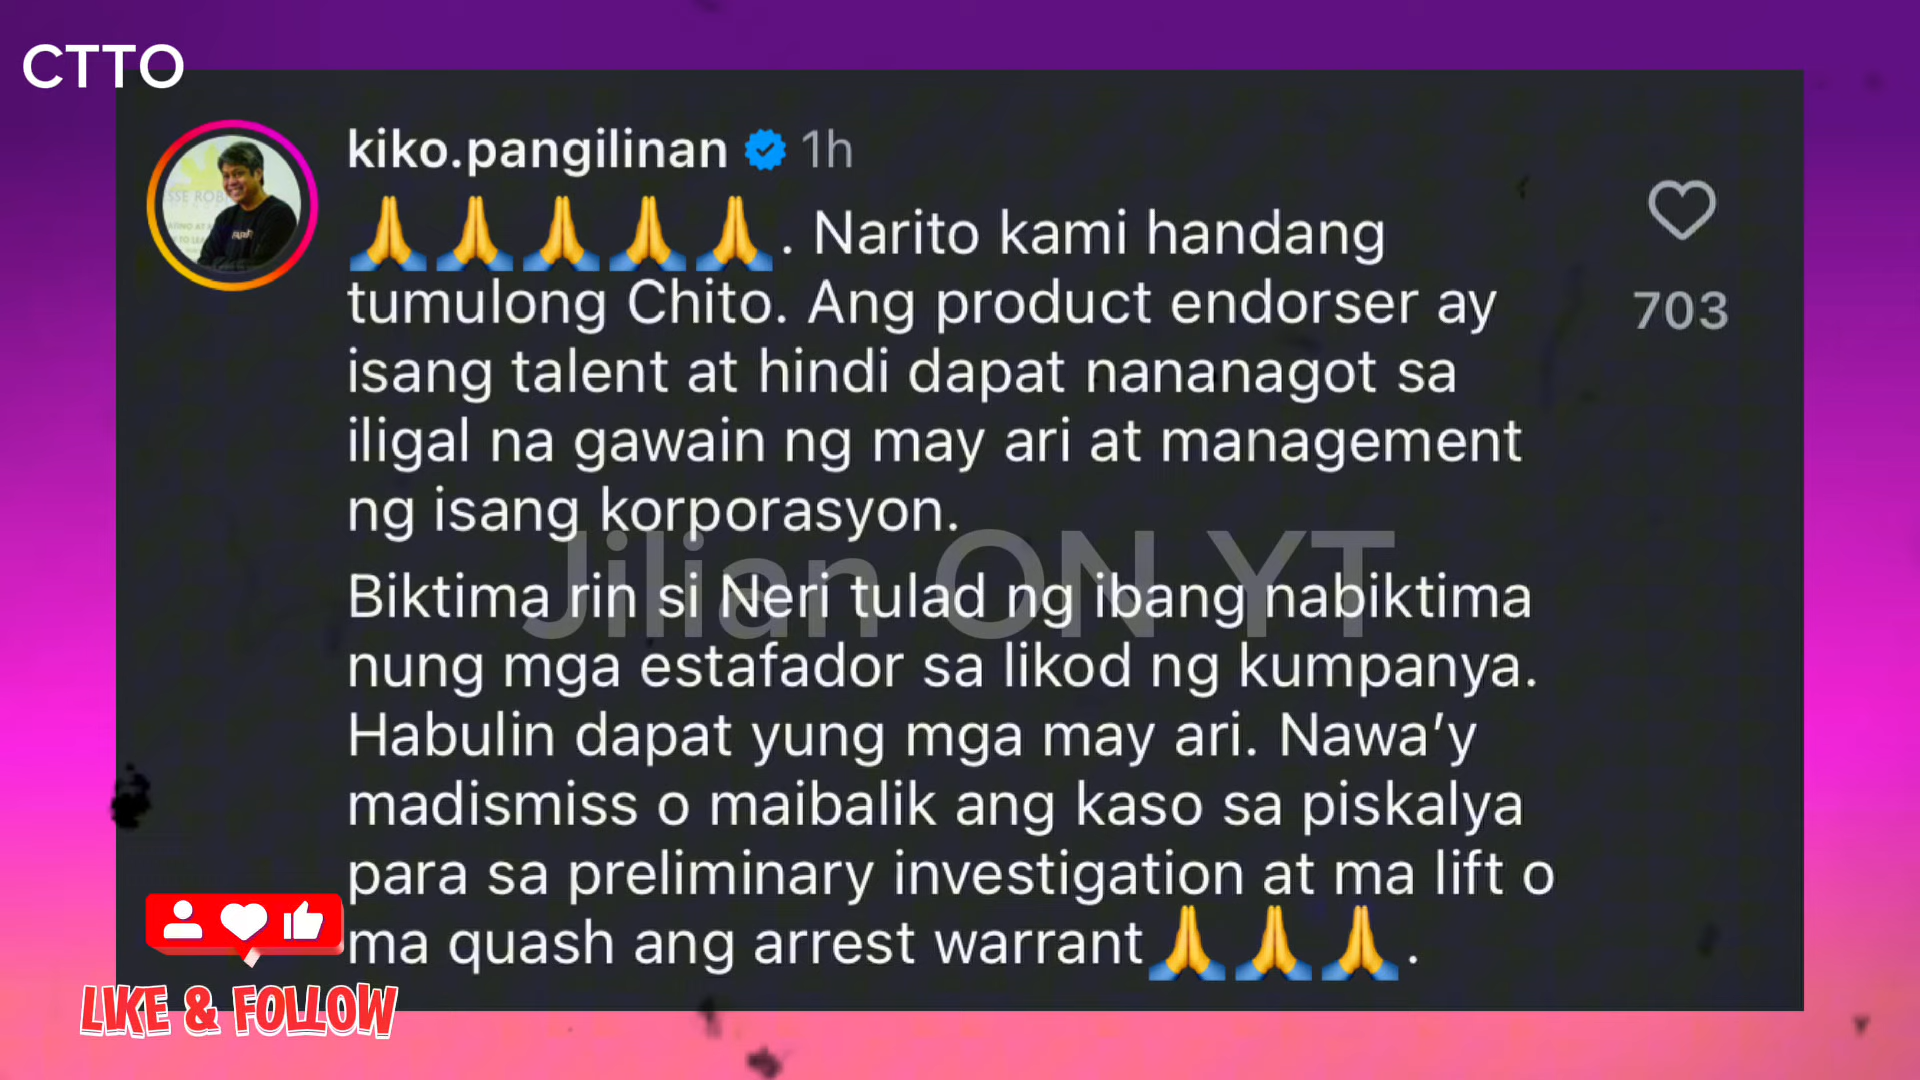 CTTO
kiko.pangilinan 1h
🙏🙏🙏🙏🙏. Narito kami handang
tumulong Chito. Ang product endorser ay
isang talent at hindi dapat nananagot sa
iligal na gawain ng may ari at management
ng isang korporasyon.
Biktima rin si Neri tulad ng ibang nabiktima
nung mga estafador sa likod ng kumpanya.
Habulin dapat yung mga may ari. Nawa’y
madismiss o maibalik ang kaso sa piskalya
para sa preliminary investigation at ma lift o
ma quash ang arrest warrant🙏🙏🙏.
703
Jilian ON YT
LIKE & FOLLOW